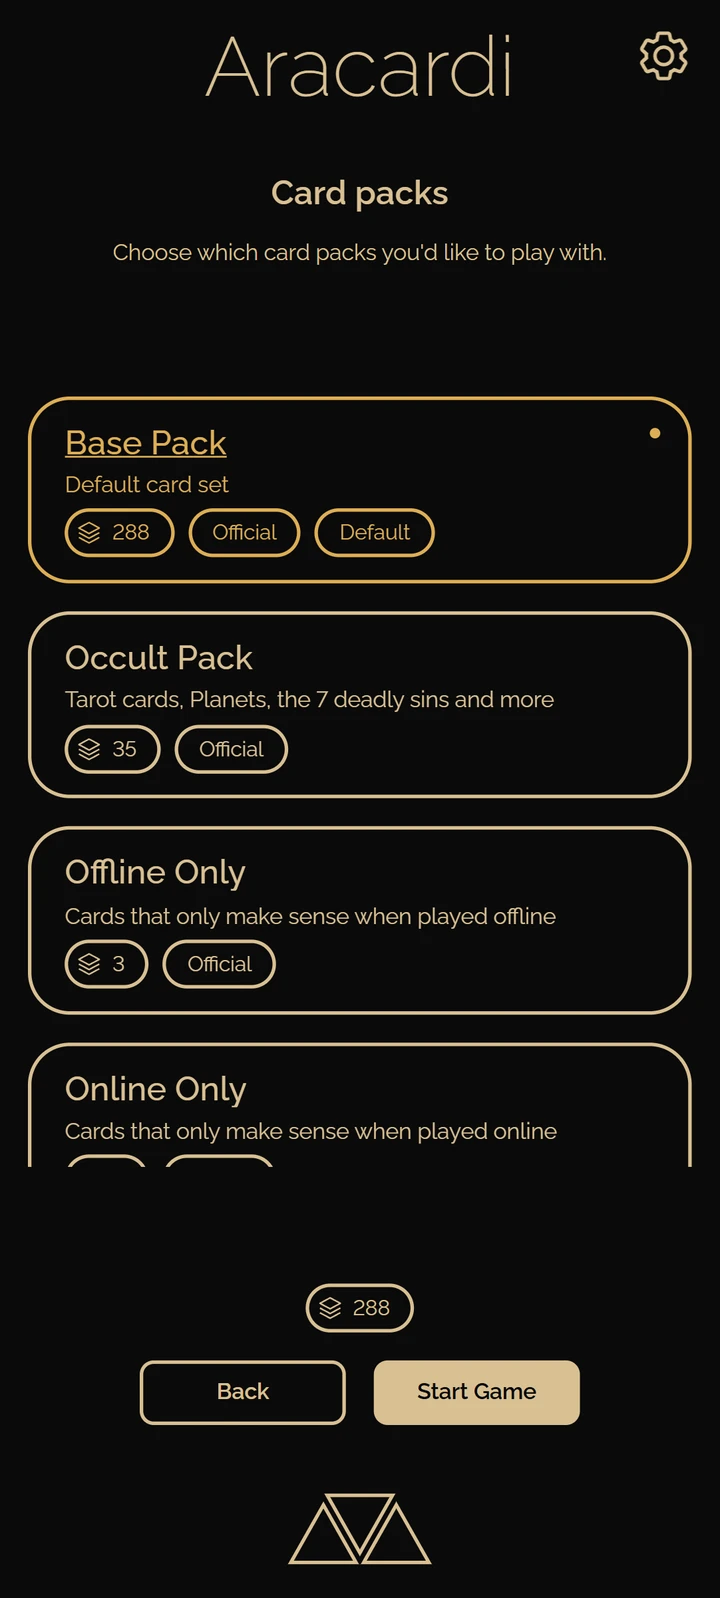 Aracardi
Card packs
Choose which card packs you'd like to play with.
Base Pack
Default card set
288 Official Default
Occult Pack
Tarot cards, Planets, the 7 deadly sins and more
35 Official
Offline Only
Cards that only make sense when played offline
3 Official
Online Only
Cards that only make sense when played online
288
Back Start Game